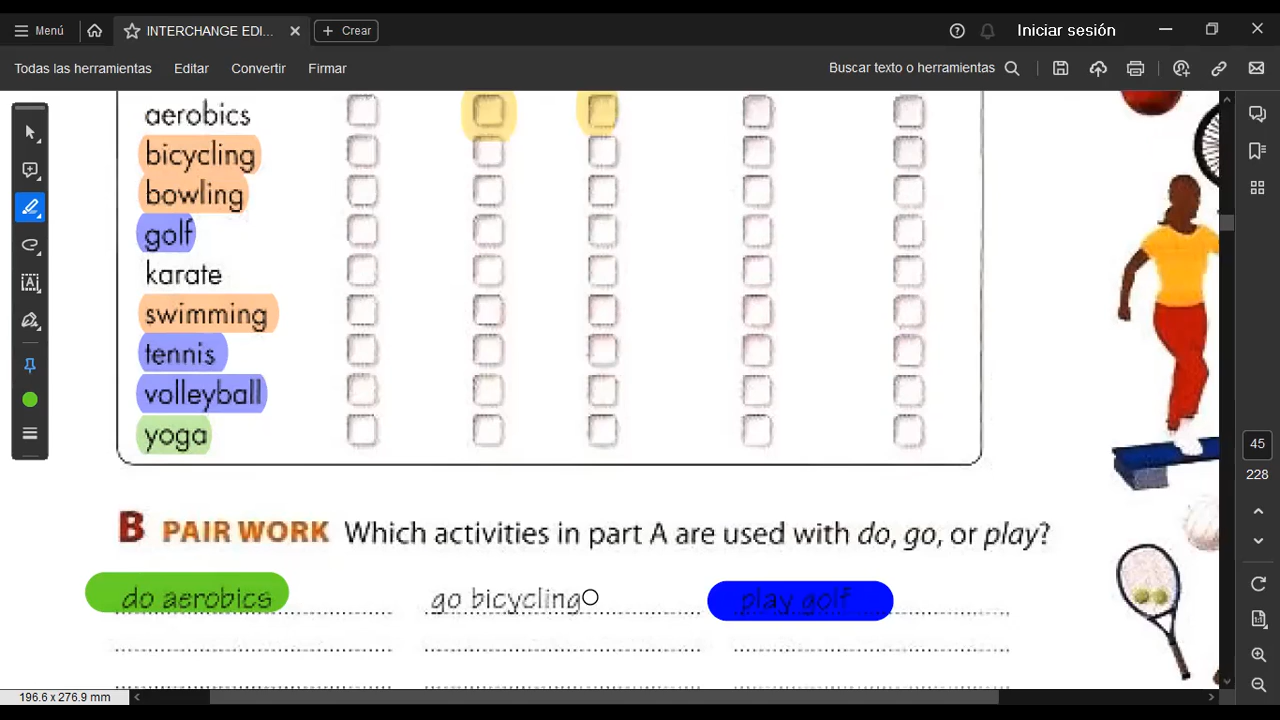 Menú INTERCHANGE EDI... Crear Iniciar sesión
Todas las herramientas Editar Convertir Firmar Buscar texto o herramientas
aerobics
bicycling
bowling
golf
karate
swimming
tennis
volleyball
yoga
45
228
B PAIR WORK Which activities in part A are used with do, go, or play?
do aerobics go bicycling play golf
196.6 x 276.9 mm